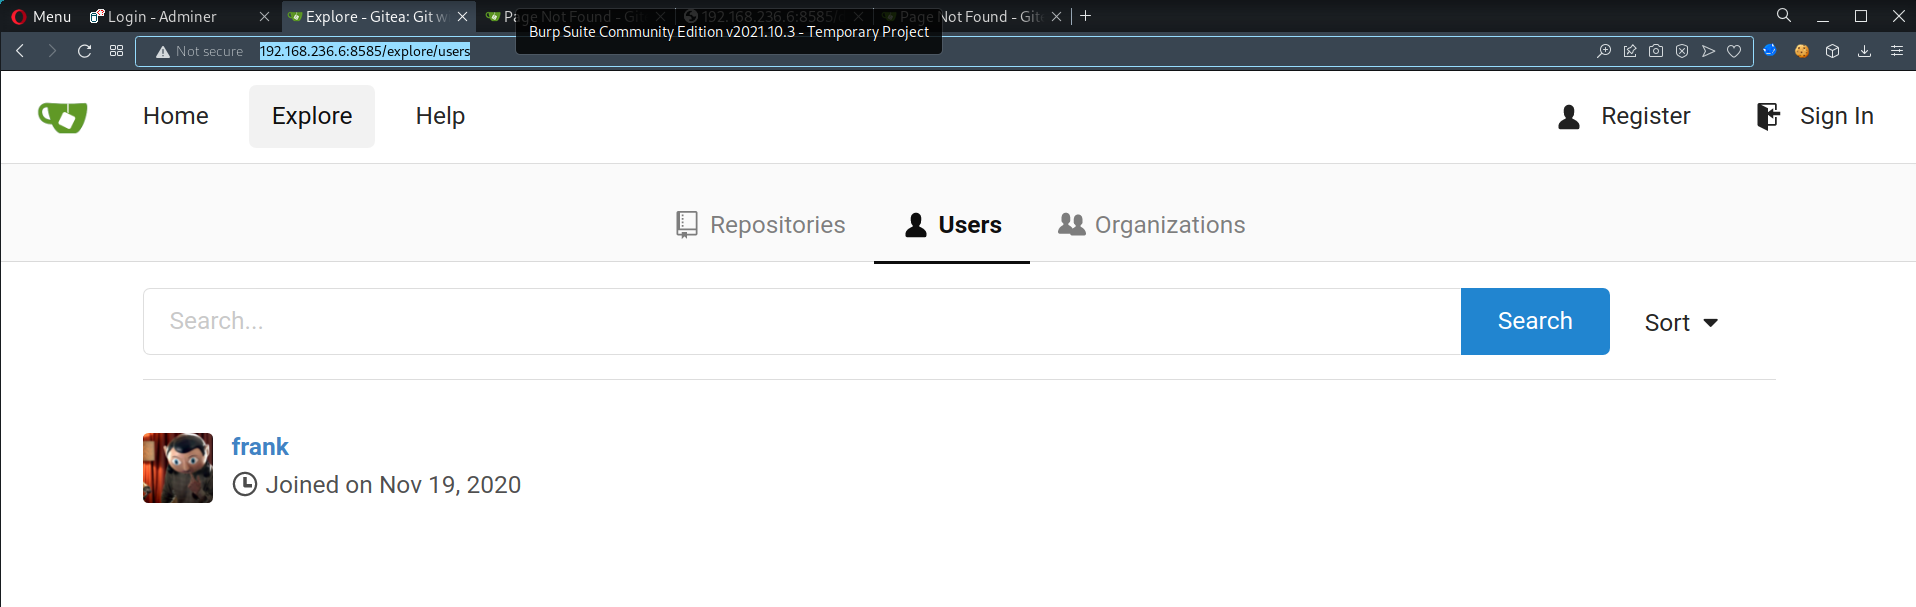 Menu Login - Adminer Explore - Gitea: Git w Page Not Found - Gite 192.168.236.6:8585/ Page Not Found - Gite
Burp Suite Community Edition v2021.10.3 - Temporary Project
Not secure 192.168.236.6:8585/explore/users
Home Explore Help Register Sign In
Repositories Users Organizations
Search... Search Sort
frank
Joined on Nov 19, 2020